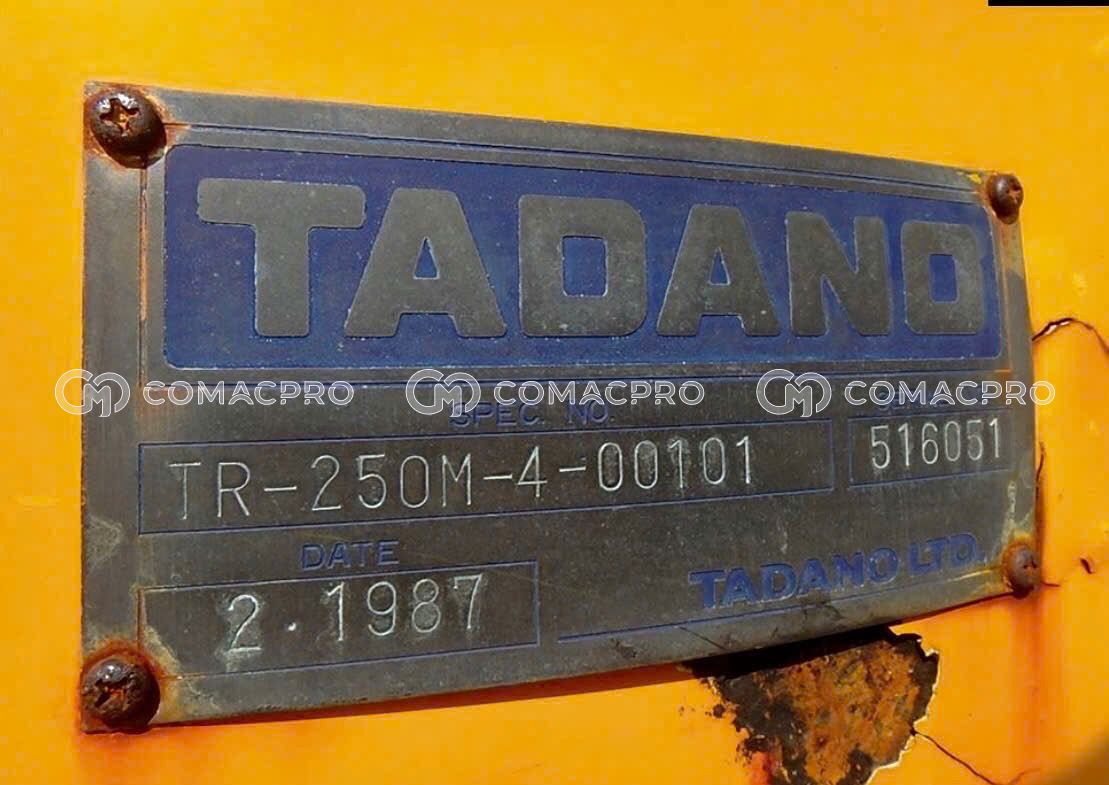 TADANO
COMACPRO COMACPRO COMACPRO
SPEC. NO.
TR-250M-4-00101 516051
DATE
2.1987
TADANO LTD.